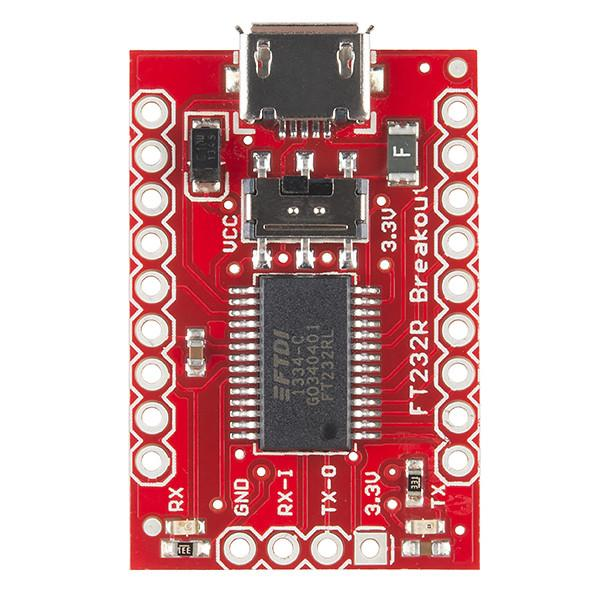 F
VCC
3.3V
FT232R Breakout
FTDI
1334-C
GO340401
FT232RL
RX
GND
RX-I
TX-O
3.3V
TX